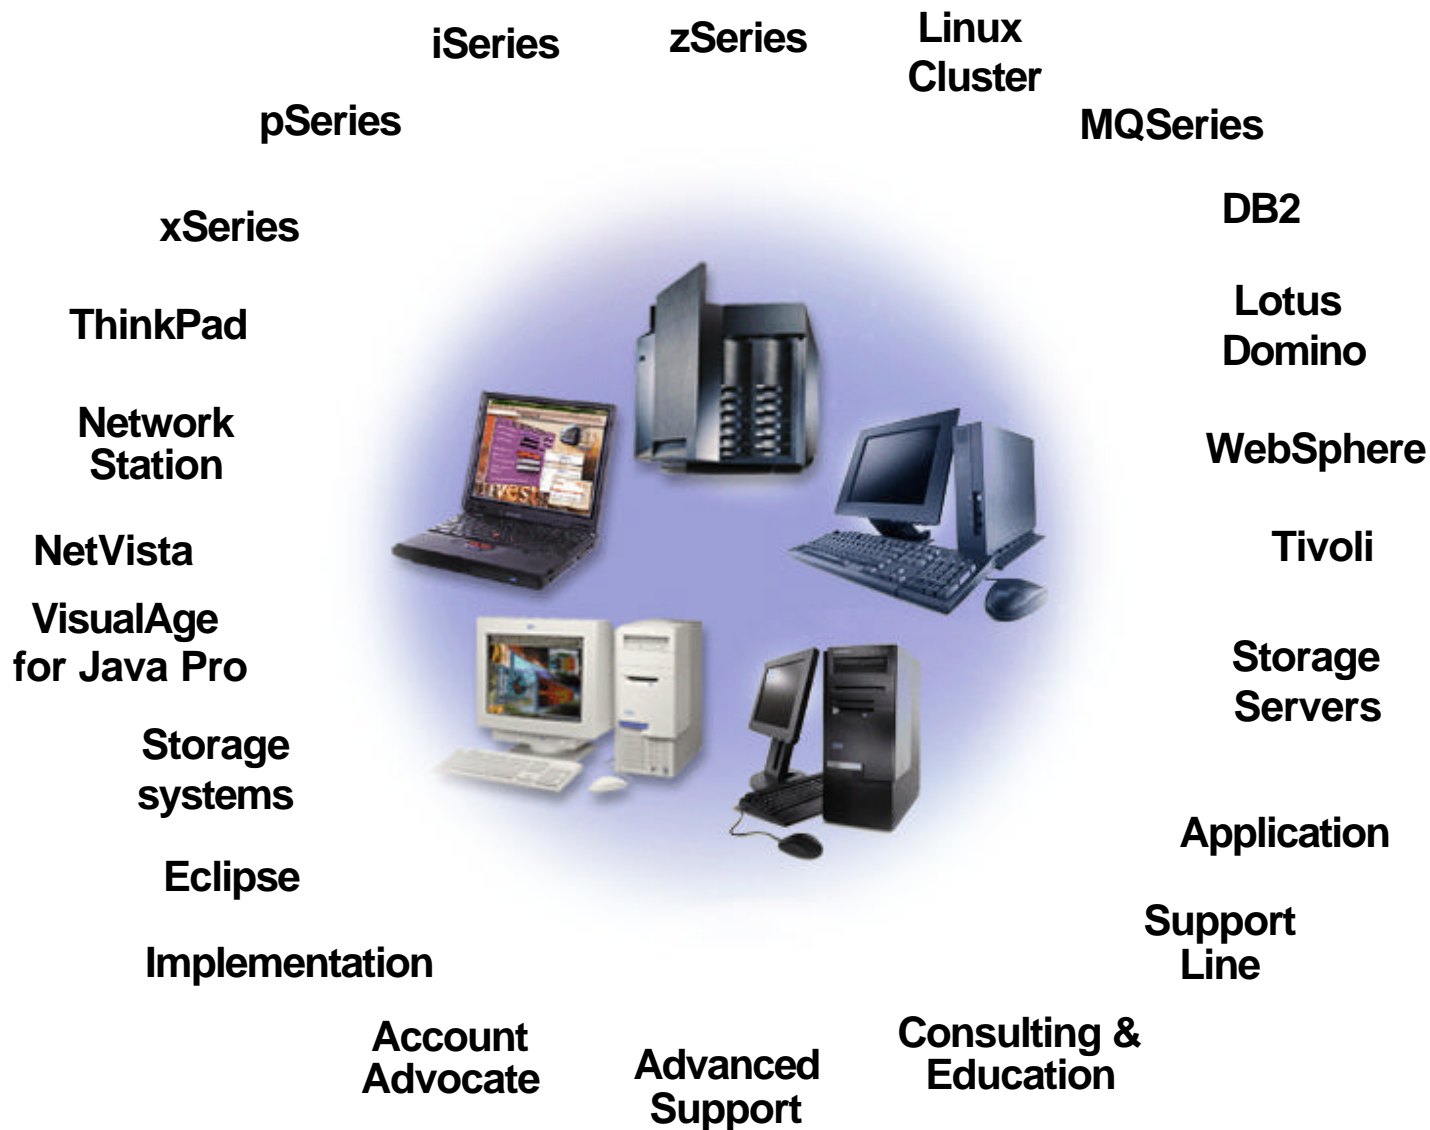 iSeries
zSeries
Linux
Cluster
pSeries
MQSeries
xSeries
DB2
ThinkPad
Lotus
Domino
Network
Station
WebSphere
NetVista
Tivoli
VisualAge
for Java Pro
Storage
Servers
Storage
systems
Application
Eclipse
Support
Line
Implementation
Account
Advocate
Advanced
Support
Consulting &
Education